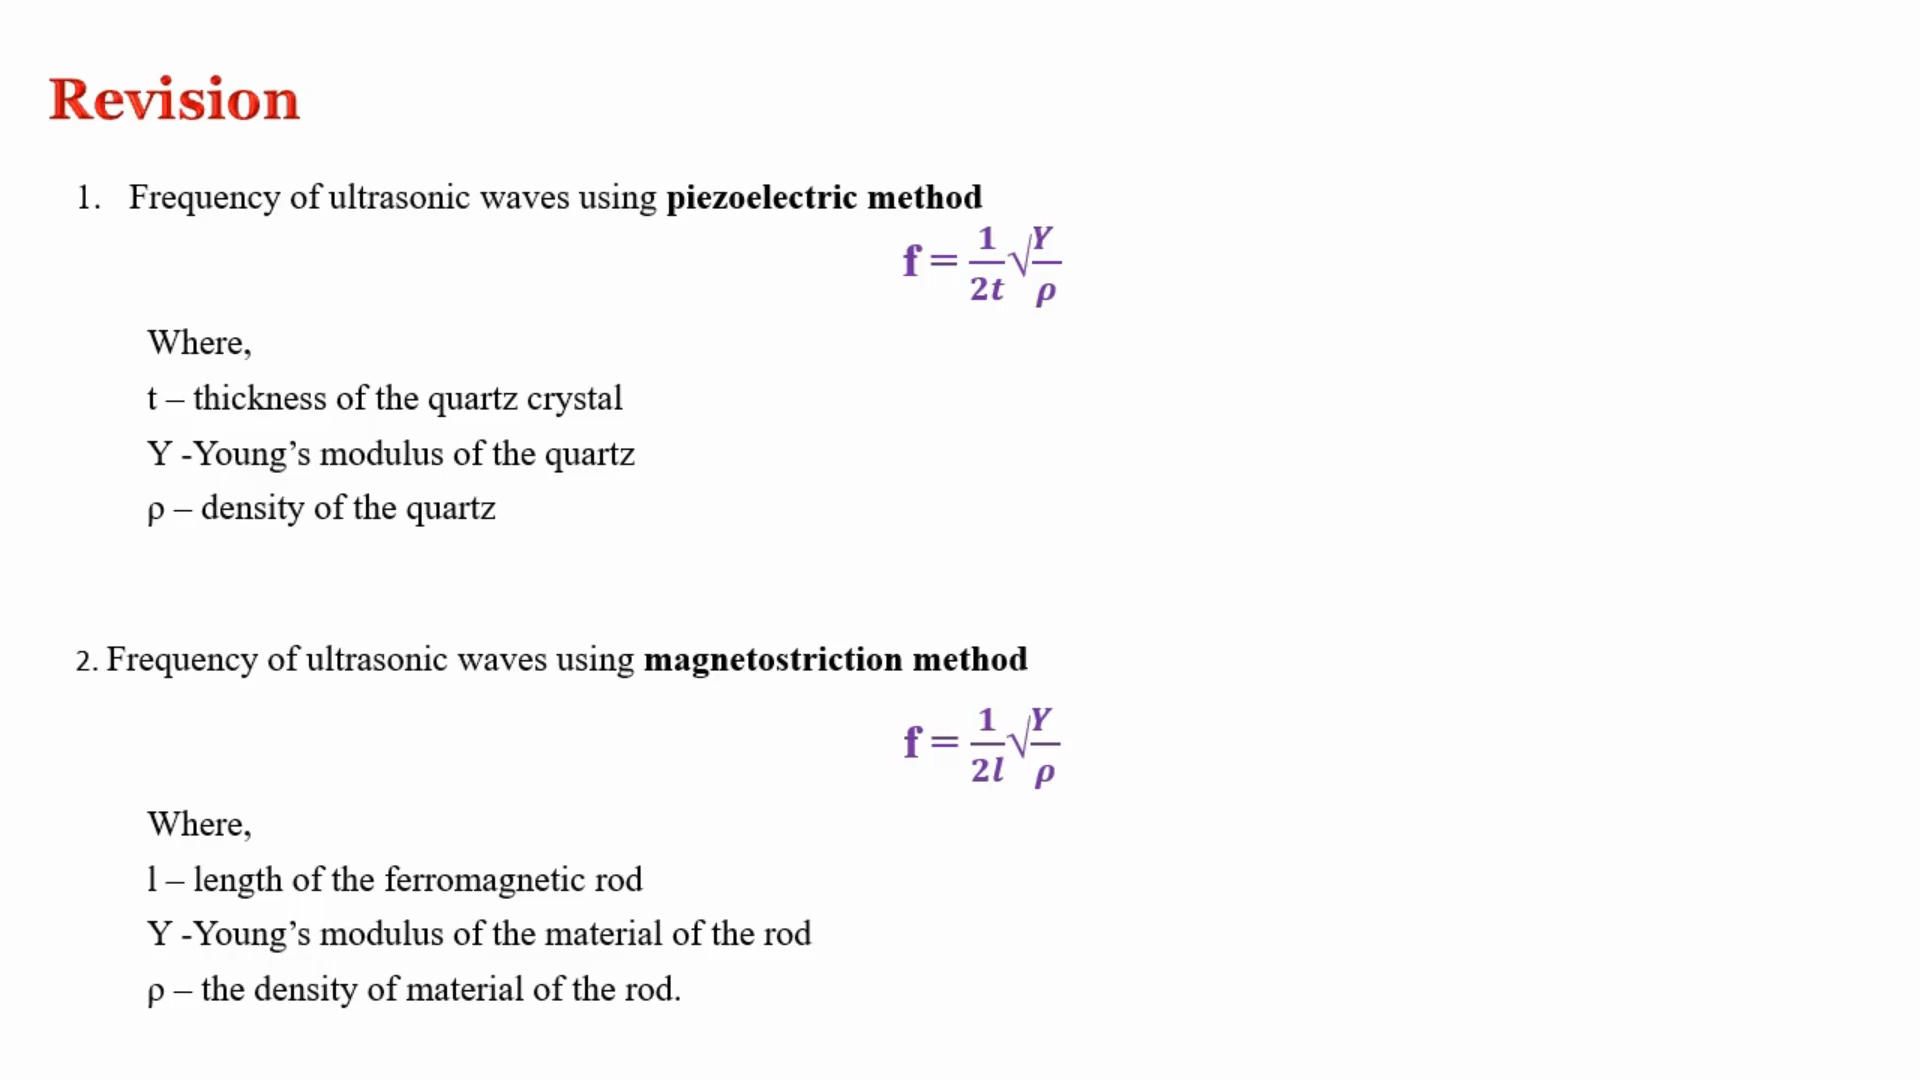 Revision
1. Frequency of ultrasonic waves using piezoelectric method
f = 1/2t √Y/ρ
Where,
t – thickness of the quartz crystal
Y -Young’s modulus of the quartz
ρ – density of the quartz
2. Frequency of ultrasonic waves using magnetostriction method
f = 1/2l √Y/ρ
Where,
l – length of the ferromagnetic rod
Y -Young’s modulus of the material of the rod
ρ – the density of material of the rod.